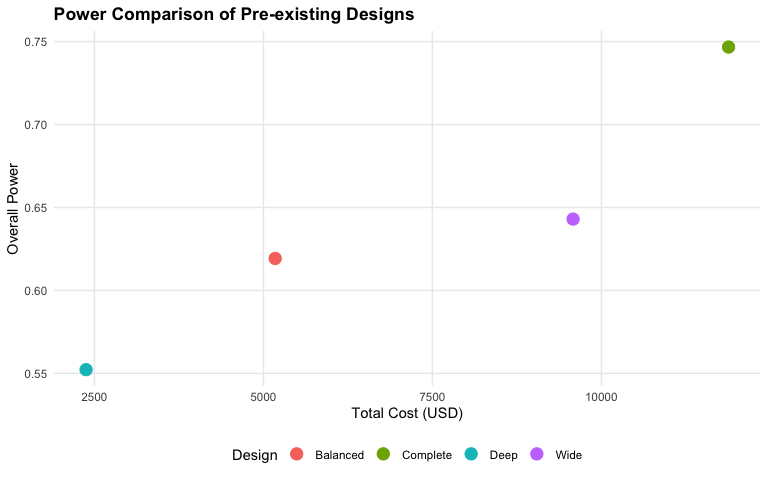 Power Comparison of Pre-existing Designs
0.75
0.70
0.65
0.60
0.55
Overall Power
2500 5000 7500 10000
Total Cost (USD)
Design Balanced Complete Deep Wide